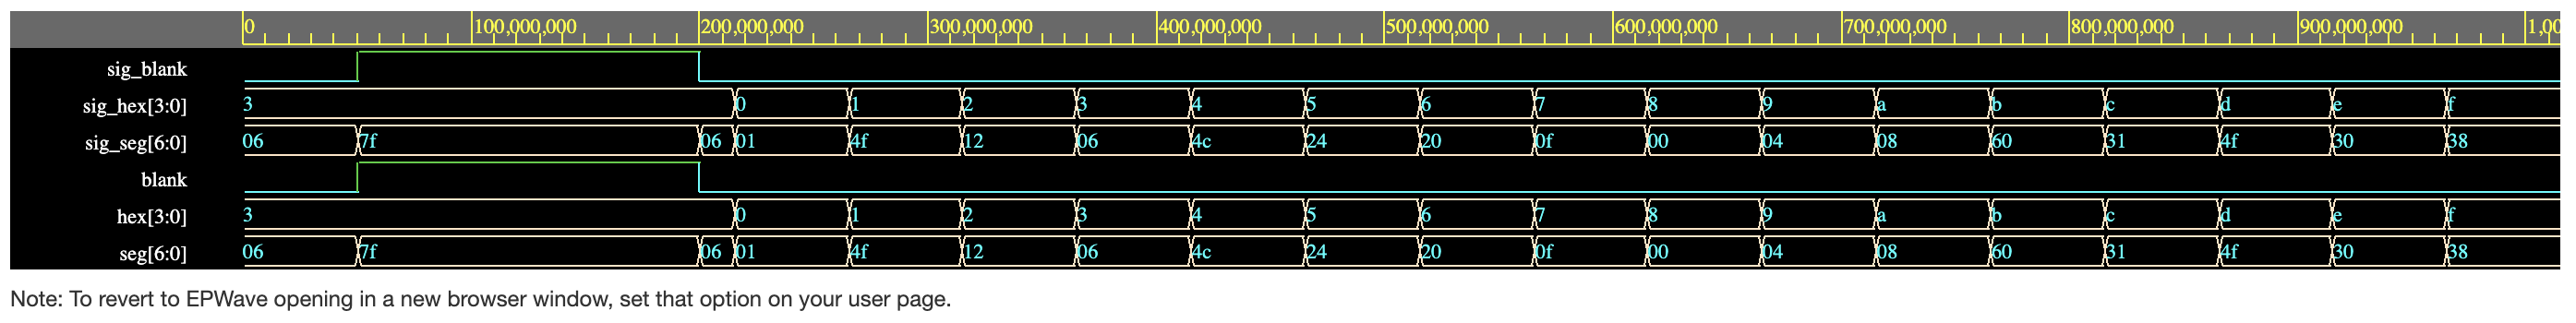 0 100,000,000 200,000,000 300,000,000 400,000,000 500,000,000 600,000,000 700,000,000 800,000,000 900,000,000 1,00
sig_blank
sig_hex[3:0] 3 0 1 2 3 4 5 6 7 8 9 a b c d e f
sig_seg[6:0] 06 7f 06 01 4f 12 06 4c 24 20 0f 00 04 08 60 31 4f 30 38
blank
hex[3:0] 3 0 1 2 3 4 5 6 7 8 9 a b c d e f
seg[6:0] 06 7f 06 01 4f 12 06 4c 24 20 0f 00 04 08 60 31 4f 30 38
Note: To revert to EPWave opening in a new browser window, set that option on your user page.